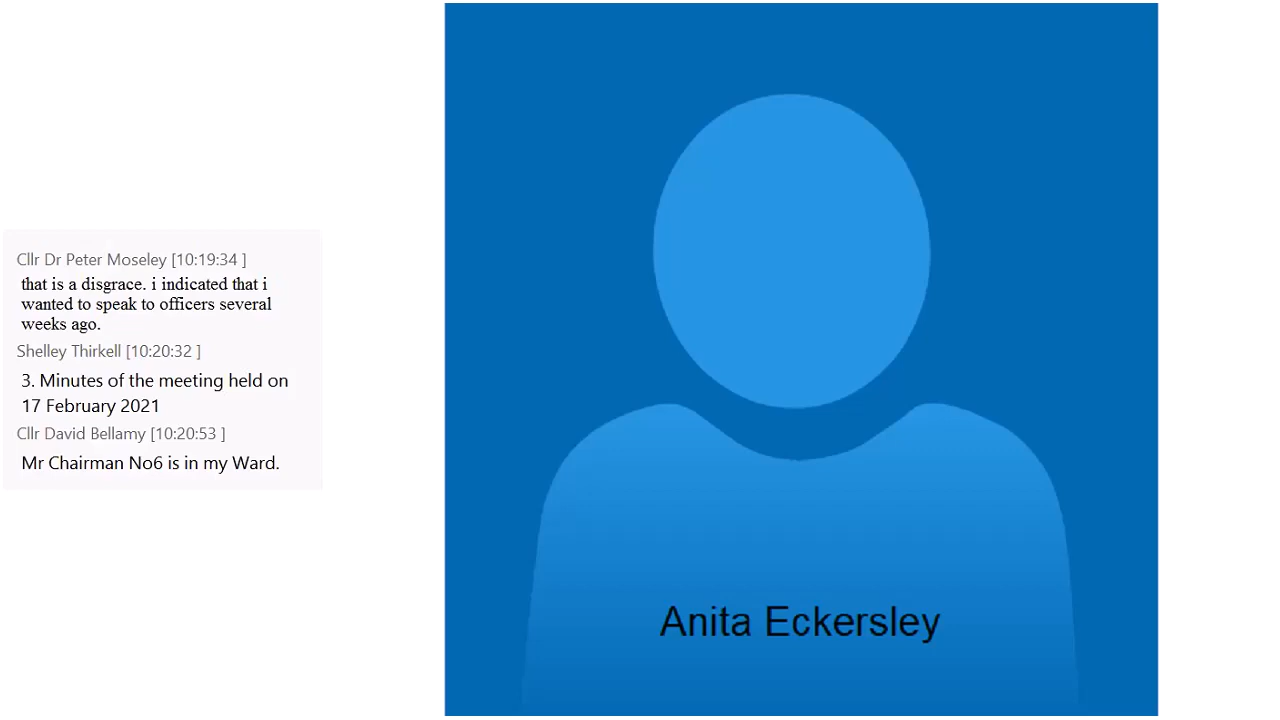 Cllr Dr Peter Moseley [10:19:34 ]
that is a disgrace. i indicated that i
wanted to speak to officers several
weeks ago.
Shelley Thirkell [10:20:32 ]
3. Minutes of the meeting held on
17 February 2021
Cllr David Bellamy [10:20:53 ]
Mr Chairman No6 is in my Ward.
Anita Eckersley